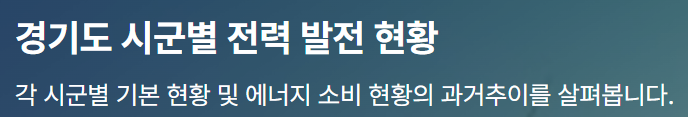 경기도 시군별 전력 발전 현황
각 시군별 기본 현황 및 에너지 소비 현황의 과거추이를 살펴봅니다.